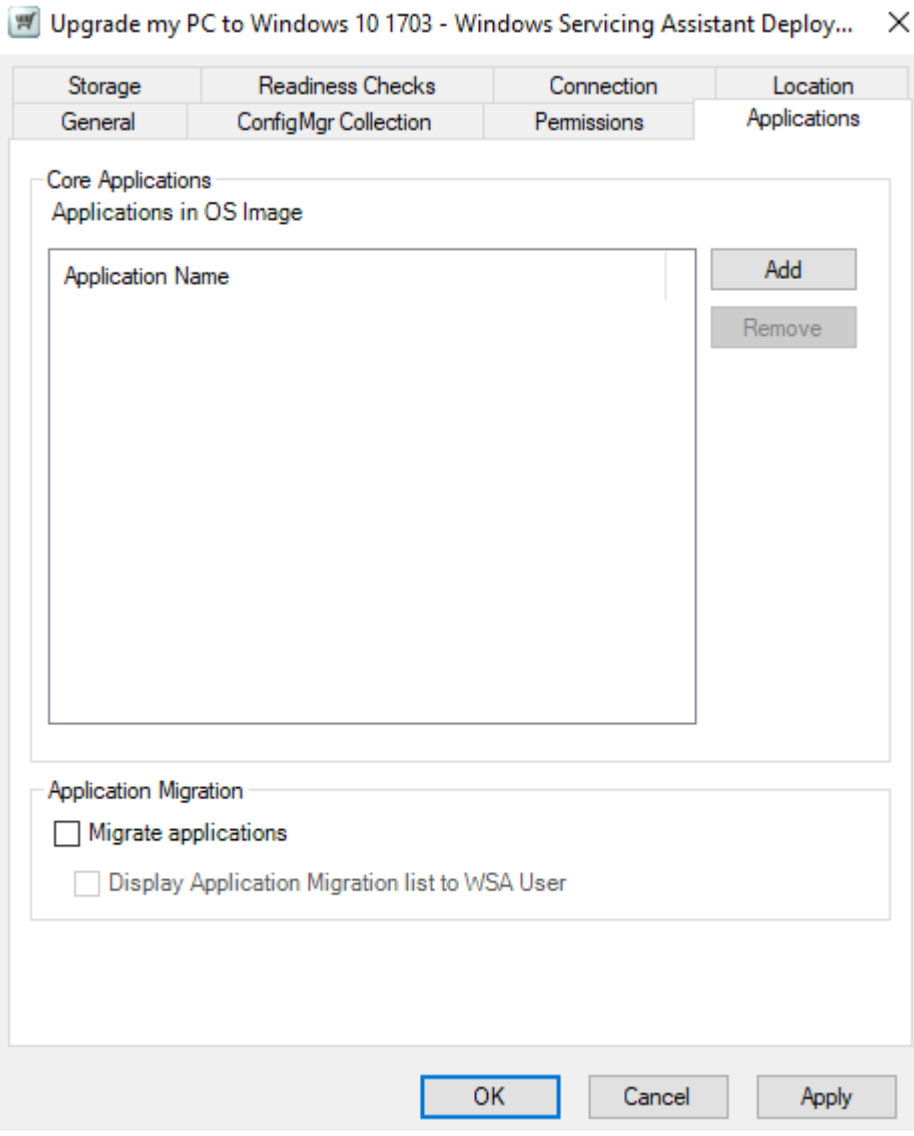 Upgrade my PC to Windows 10 1703 - Windows Servicing Assistant Deploy...
Storage Readiness Checks Connection Location
General ConfigMgr Collection Permissions Applications
Core Applications
Applications in OS Image
Application Name
Add
Remove
Application Migration
Migrate applications
Display Application Migration list to WSA User
OK Cancel Apply